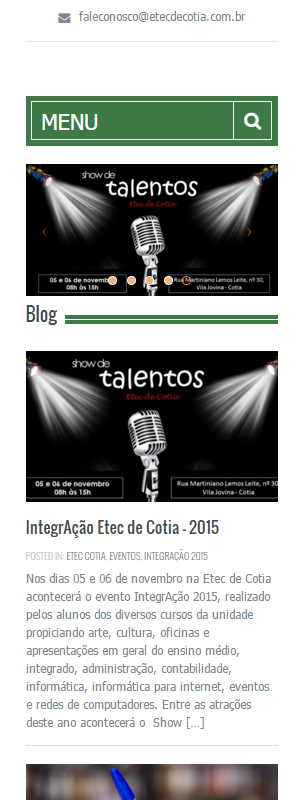 faleconosco@etecdecotia.com.br
MENU
show de
talentos
Etec de Cotia
05 e 06 de novembro
08h às 15h
Rua Martiniano Lemos Leite, nº 30,
Vila Jovina - Cotia
Blog
show de
talentos
Etec de Cotia
05 e 06 de novembro
08h às 15h
Rua Martiniano Lemos Leite, nº 30,
Vila Jovina - Cotia
IntegrAção Etec de Cotia - 2015
POSTED IN: ETEC COTIA, EVENTOS, INTEGRAÇÃO 2015
Nos dias 05 e 06 de novembro na Etec de Cotia
acontecerá o evento IntegrAção 2015, realizado
pelos alunos dos diversos cursos da unidade
propiciando arte, cultura, oficinas e
apresentações em geral do ensino médio,
integrado, administração, contabilidade,
informática, informática para internet, eventos
e redes de computadores. Entre as atrações
deste ano acontecerá o  Show [...]